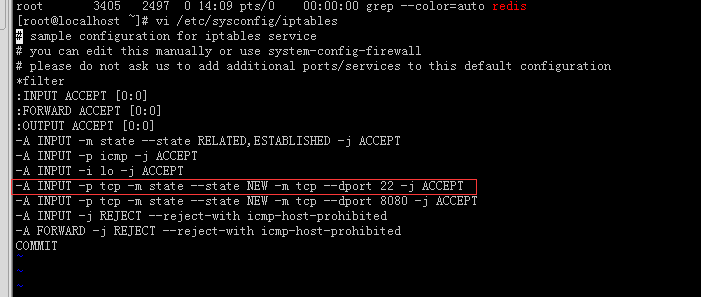 root      3405  2497  0 14:09 pts/0    00:00:00 grep --color=auto redis
[root@localhost ~]# vi /etc/sysconfig/iptables
# sample configuration for iptables service
# you can edit this manually or use system-config-firewall
# please do not ask us to add additional ports/services to this default configuration
*filter
:INPUT ACCEPT [0:0]
:FORWARD ACCEPT [0:0]
:OUTPUT ACCEPT [0:0]
-A INPUT -m state --state RELATED,ESTABLISHED -j ACCEPT
-A INPUT -p icmp -j ACCEPT
-A INPUT -i lo -j ACCEPT
-A INPUT -p tcp -m state --state NEW -m tcp --dport 22 -j ACCEPT
-A INPUT -p tcp -m state --state NEW -m tcp --dport 8080 -j ACCEPT
-A INPUT -j REJECT --reject-with icmp-host-prohibited
-A FORWARD -j REJECT --reject-with icmp-host-prohibited
COMMIT
~
~
~